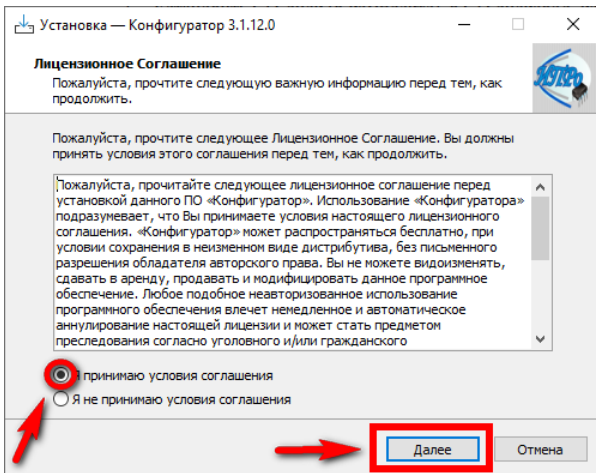 Установка — Конфигуратор 3.1.12.0
Лицензионное Соглашение
Пожалуйста, прочтите следующую важную информацию перед тем, как
продолжить.
Пожалуйста, прочтите следующее Лицензионное Соглашение. Вы должны
принять условия этого соглашения перед тем, как продолжить.
Пожалуйста, прочитайте следующее лицензионное соглашение перед
установкой данного ПО «Конфигуратор». Использование «Конфигуратора»
подразумевает, что Вы принимаете условия настоящего лицензионного
соглашения. «Конфигуратор» может распространяться бесплатно, при
условии сохранения в неизменном виде дистрибутива, без письменного
разрешения обладателя авторского права. Вы не можете видоизменять,
сдавать в аренду, продавать и модифицировать данное программное
обеспечение. Любое подобное неавторизованное использование
программного обеспечения влечет немедленное и автоматическое
аннулирование настоящей лицензии и может стать предметом
преследования согласно уголовного и/или гражданского
Я принимаю условия соглашения
Я не принимаю условия соглашения
Далее
Отмена